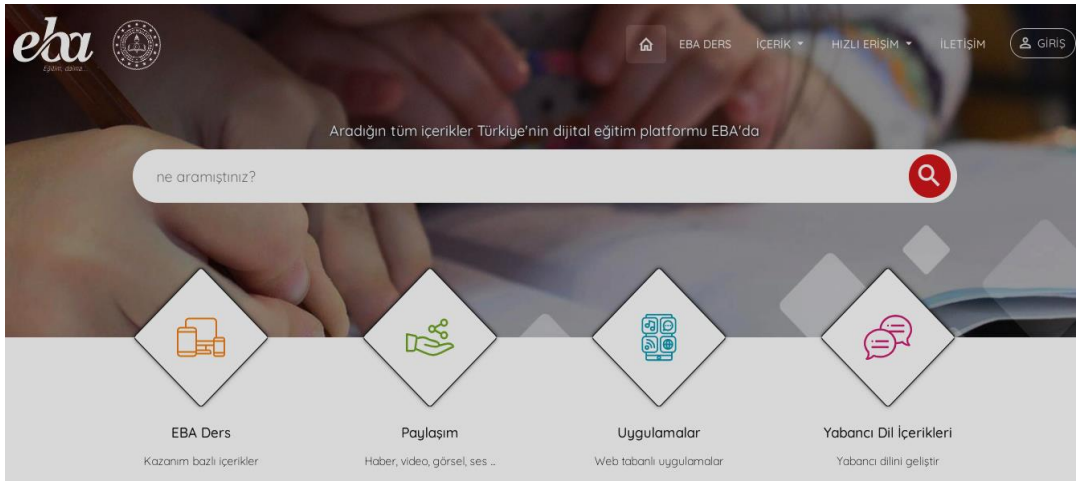 eba
Eğitim, asına...
EBA DERS İÇERİK HIZLI ERİŞİM İLETİŞİM GİRİŞ
Aradığın tüm içerikler Türkiye'nin dijital eğitim platformu EBA'da
ne aramıştınız?
EBA Ders
Kazanım bazlı içerikler
Paylaşım
Haber, video, görsel, ses ...
Uygulamalar
Web tabanlı uygulamalar
Yabancı Dil İçerikleri
Yabancı dilini geliştir